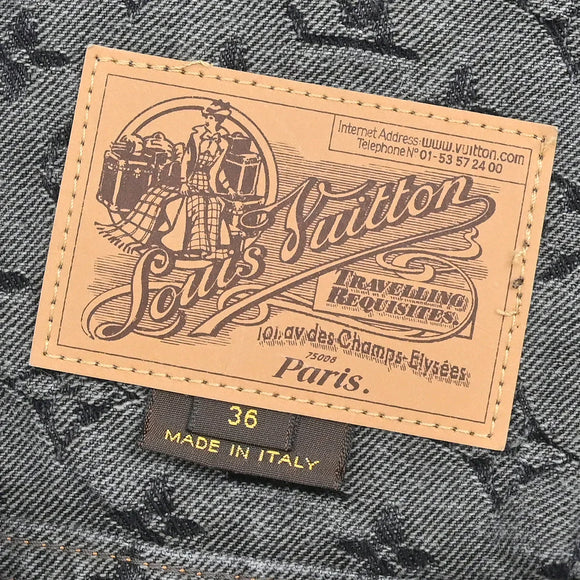 Internet Address: www.vuitton.com
Telephone N° 01-53 57 24 00
Louis Vuitton
TRAVELLING
REQUISITES.
101, av des Champs-Elysées
75008
Paris.
36
MADE IN ITALY